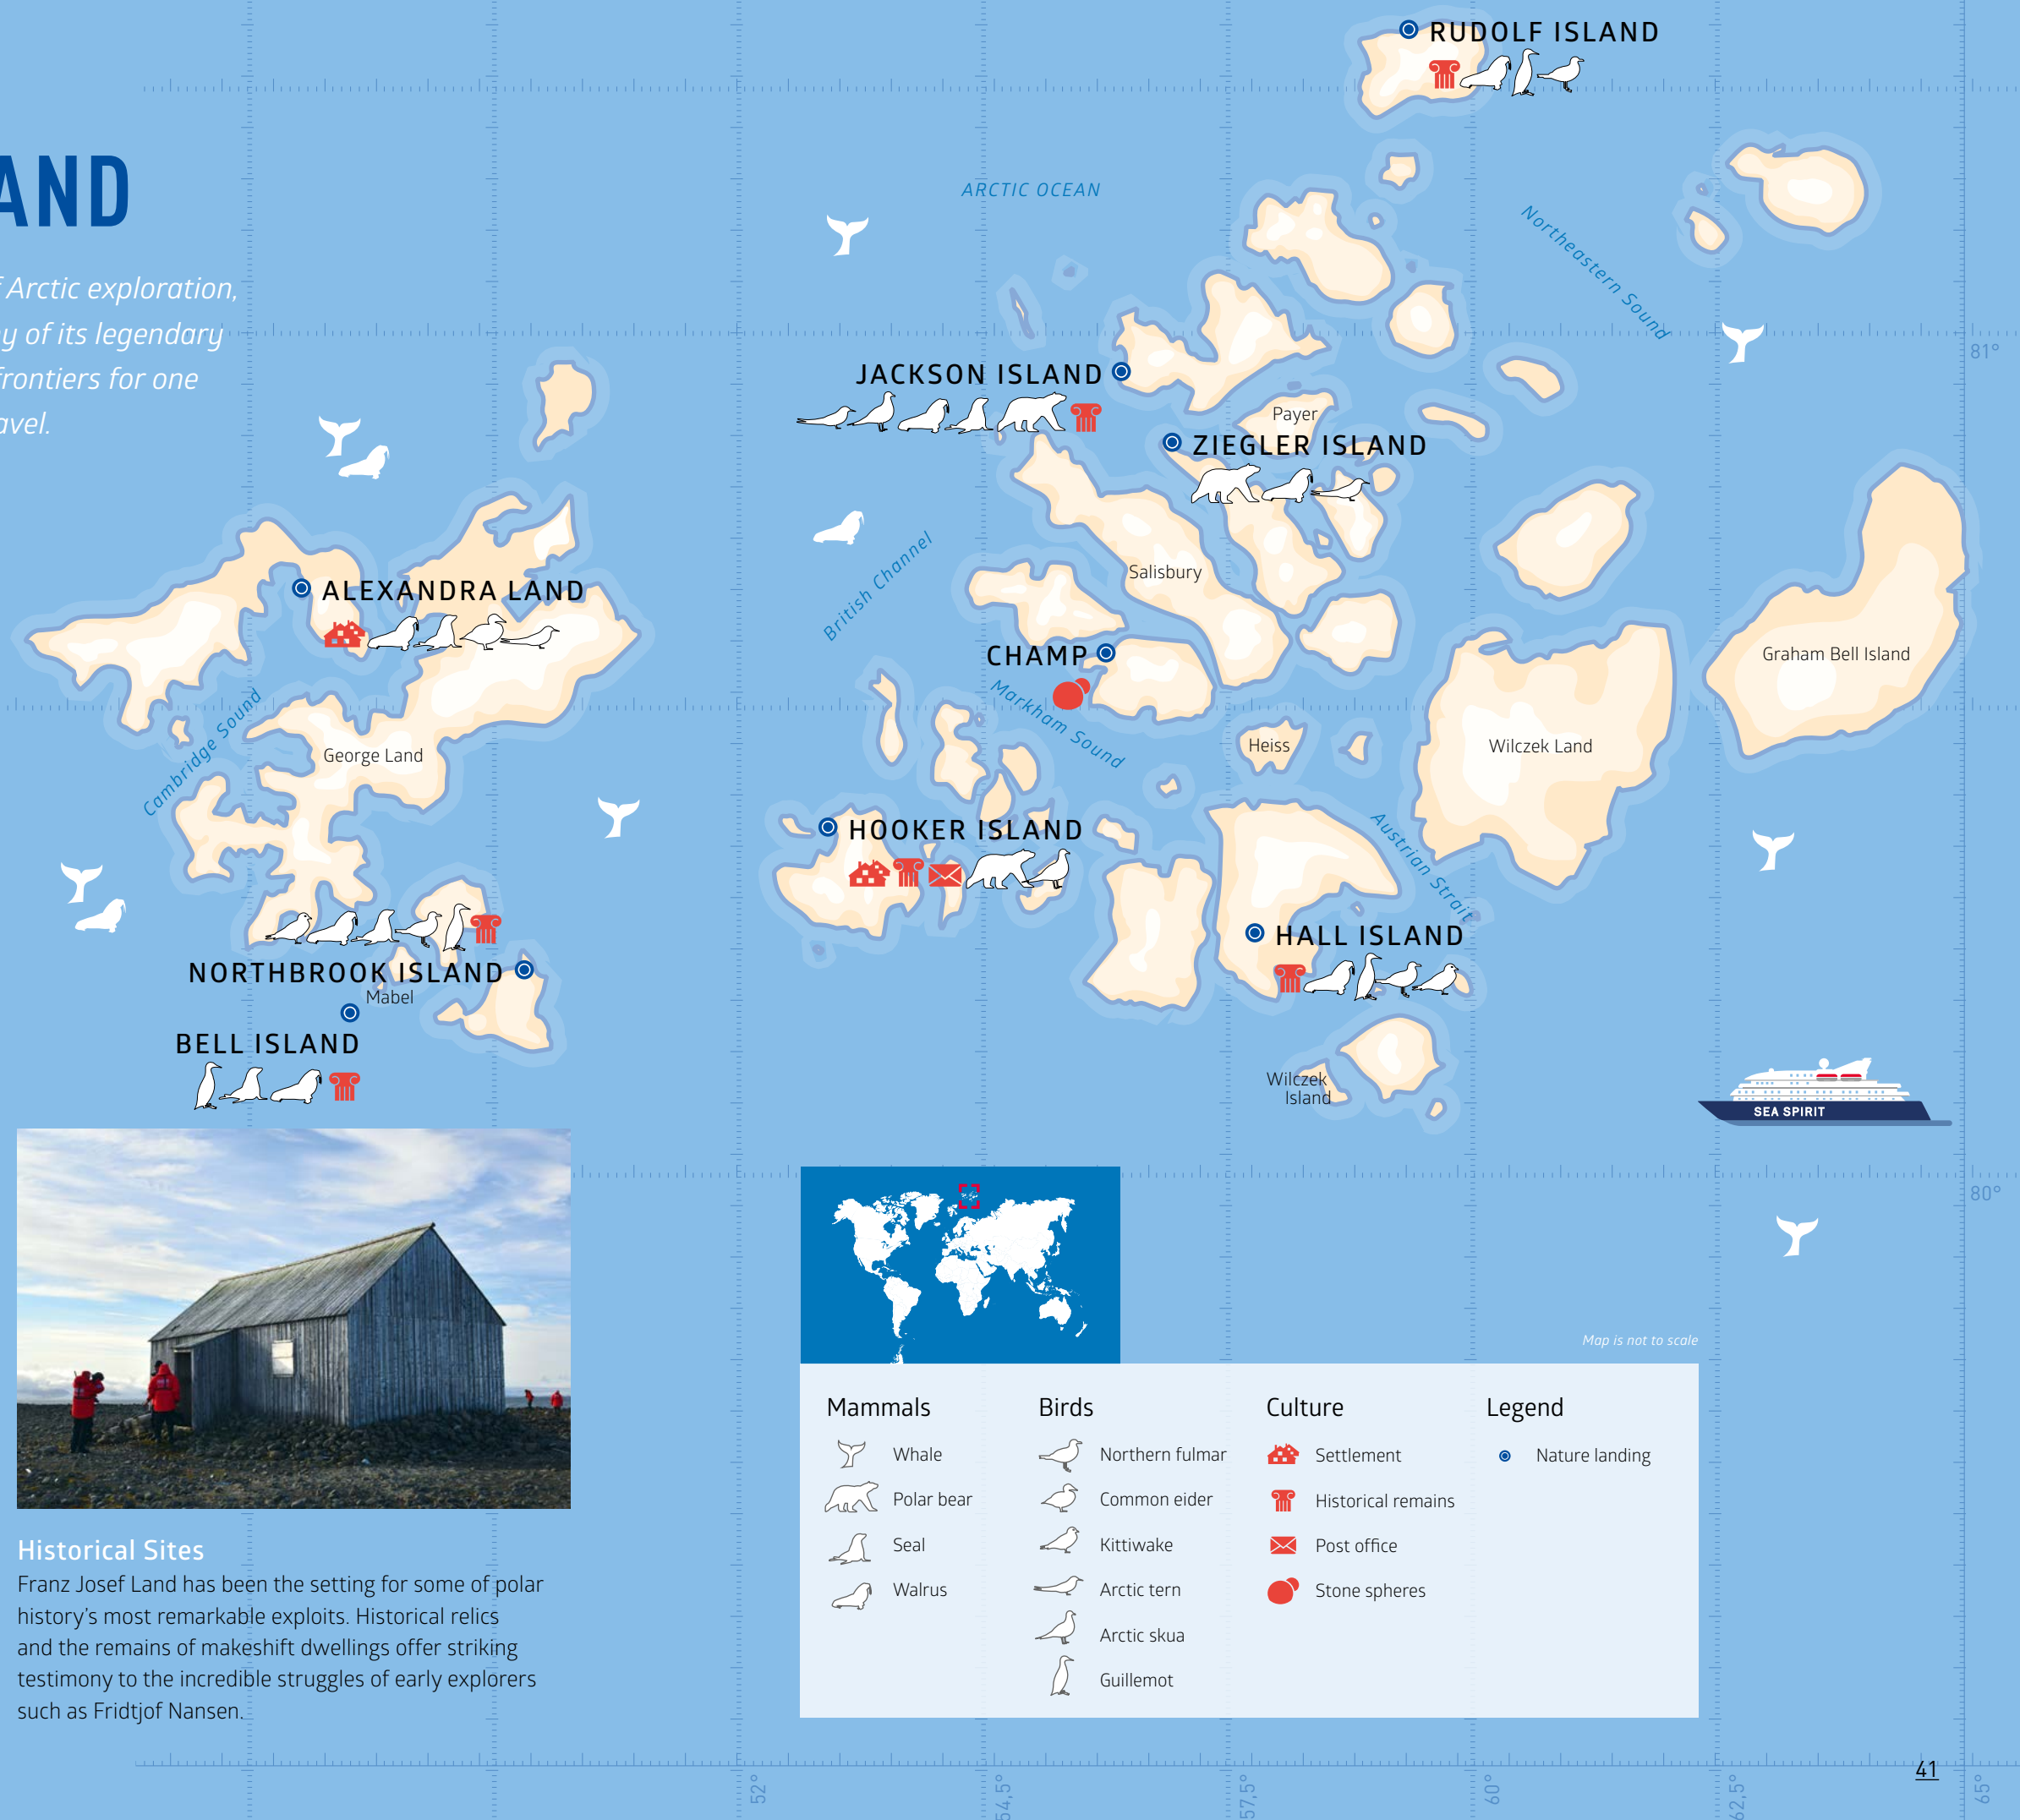 AND
f Arctic exploration,
y of its legendary
frontiers for one
avel.
RUDOLF ISLAND
ARCTIC OCEAN
Northeastern Sound
81°
JACKSON ISLAND
Payer
ZIEGLER ISLAND
British Channel
Salisbury
ALEXANDRA LAND
CHAMP
Markham Sound
Graham Bell Island
Cambridge Sound
George Land
Heiss
Wilczek Land
HOOKER ISLAND
Austrian Strait
HALL ISLAND
NORTHBROOK ISLAND
Mabel
BELL ISLAND
Wilczek
Island
SEA SPIRIT
80°
Map is not to scale
Mammals
Whale
Polar bear
Seal
Walrus
Birds
Northern fulmar
Common eider
Kittiwake
Arctic tern
Arctic skua
Guillemot
Culture
Settlement
Historical remains
Post office
Stone spheres
Legend
Nature landing
Historical Sites
Franz Josef Land has been the setting for some of polar
history's most remarkable exploits. Historical relics
and the remains of makeshift dwellings offer striking
testimony to the incredible struggles of early explorers
such as Fridtjof Nansen.
52°
54,5°
57,5°
60°
62,5°
65°
41